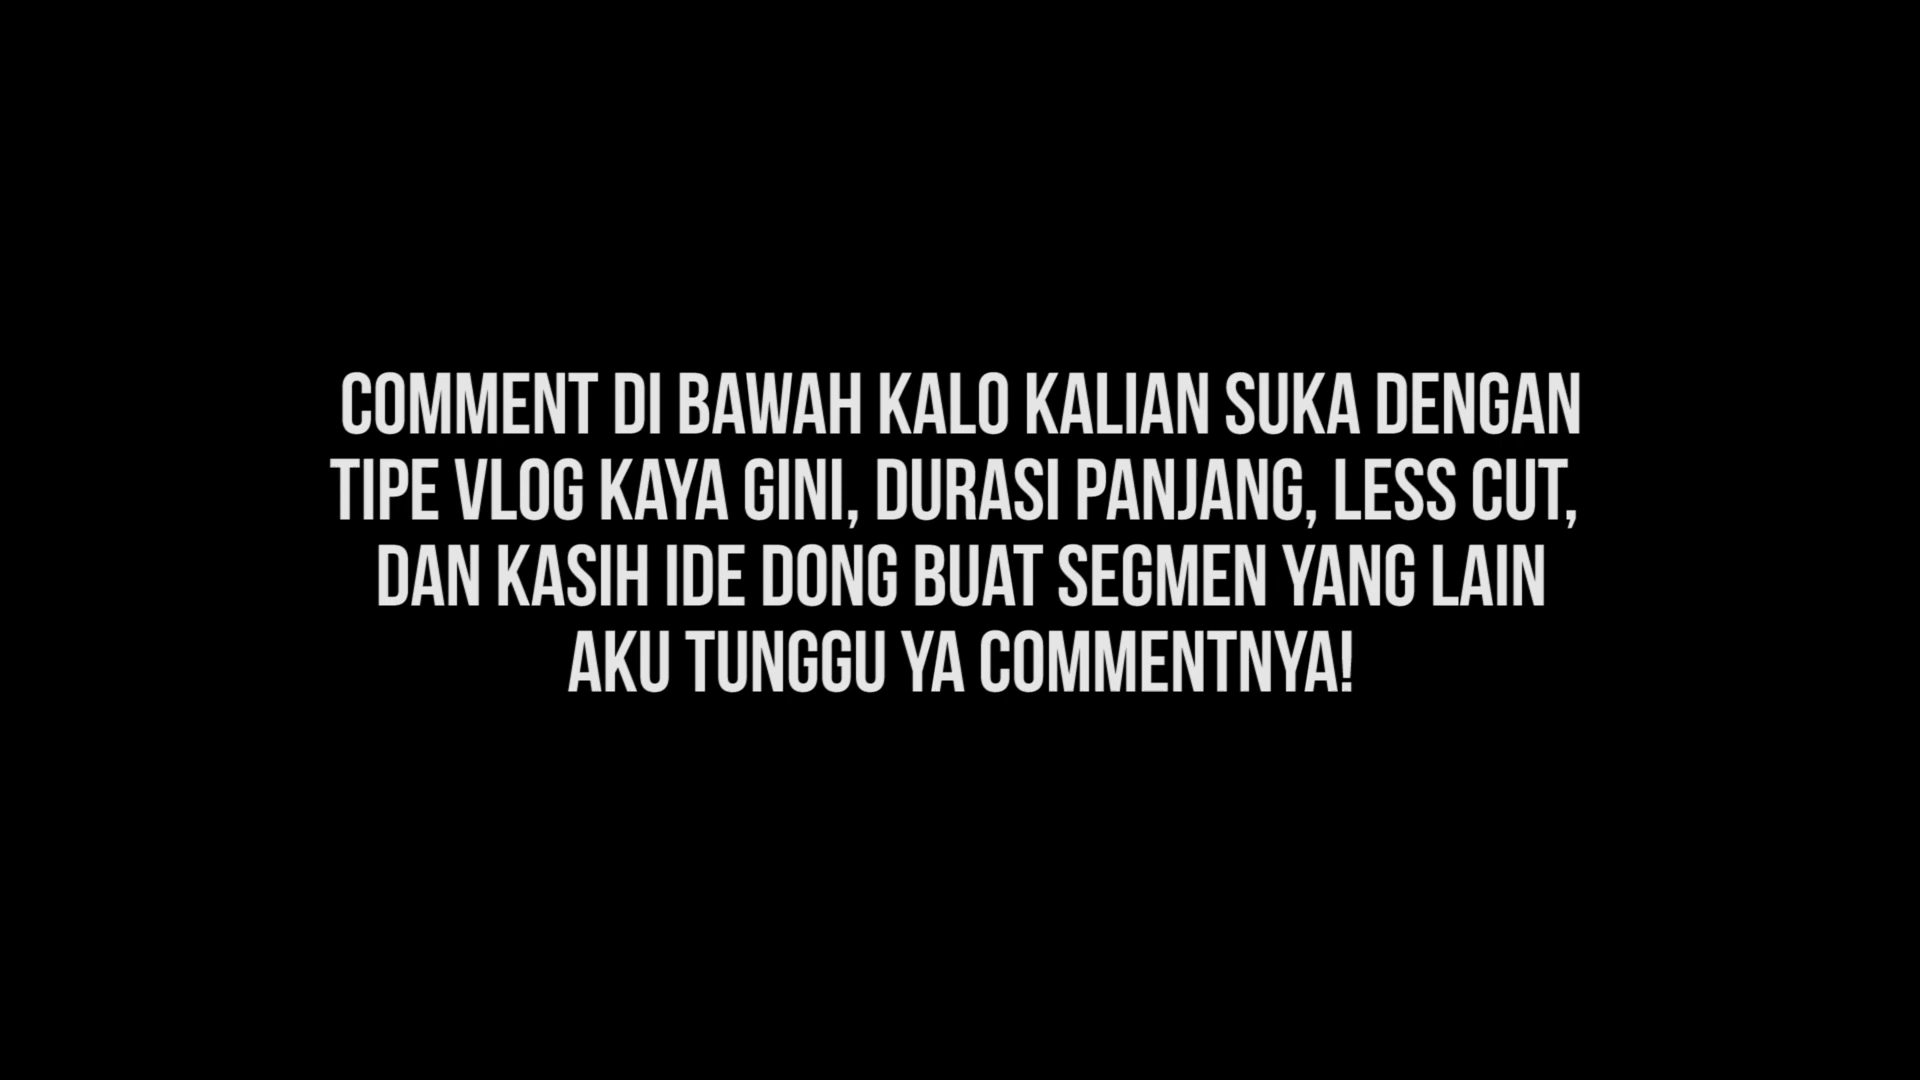 COMMENT DI BAWAH KALO KALIAN SUKA DENGAN
TIPE VLOG KAYA GINI, DURASI PANJANG, LESS CUT,
DAN KASIH IDE DONG BUAT SEGMEN YANG LAIN
AKU TUNGGU YA COMMENTNYA!